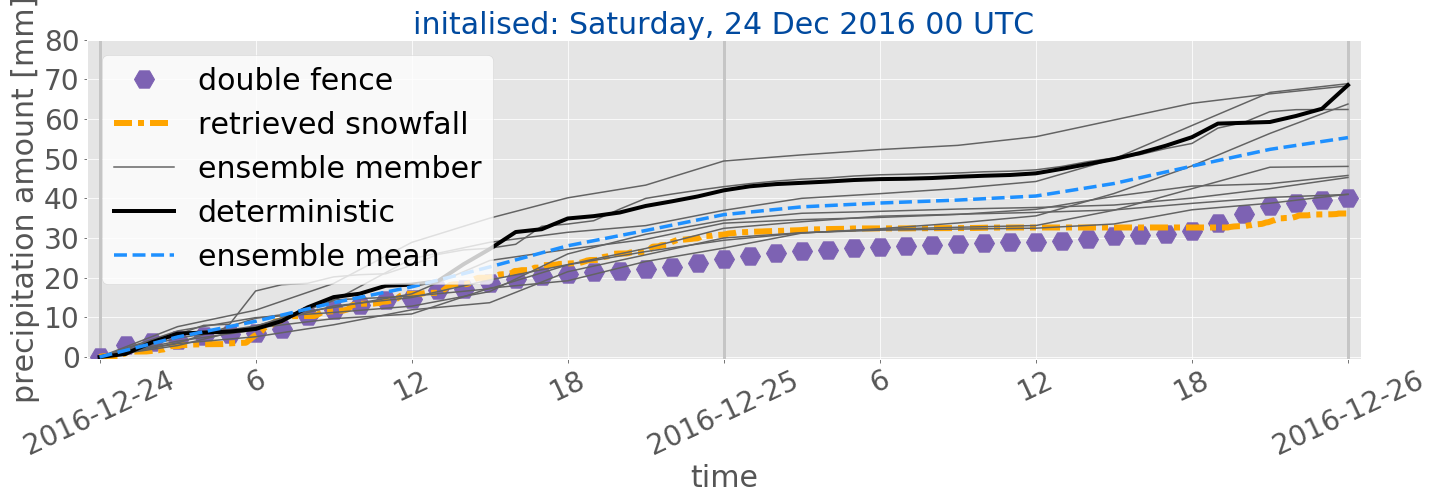 initalised: Saturday, 24 Dec 2016 00 UTC
precipitation amount [mm]
80
70
60
50
40
30
20
10
0
double fence
retrieved snowfall
ensemble member
deterministic
ensemble mean
2016-12-24
6
12
18
2016-12-25
6
12
18
2016-12-26
time